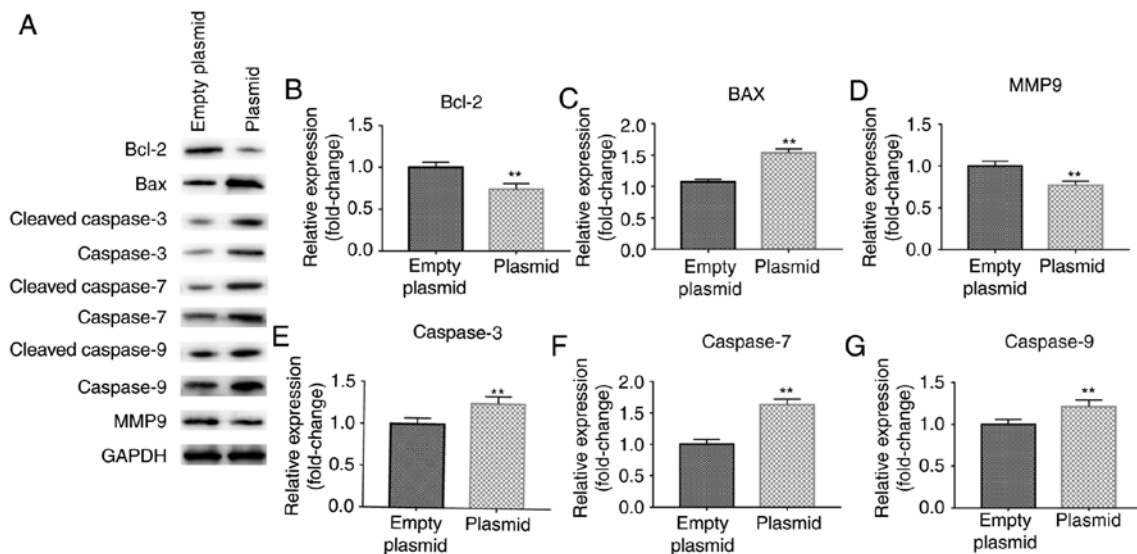 A
Empty plasmid
Plasmid
Bcl-2
Bax
Cleaved caspase-3
Caspase-3
Cleaved caspase-7
Caspase-7
Cleaved caspase-9
Caspase-9
MMP9
GAPDH
B
Bcl-2
Relative expression
(fold-change)
1.5
1.0
0.5
0.0
**
Empty
plasmid
Plasmid
C
BAX
Relative expression
(fold-change)
2.0
1.5
1.0
0.5
0.0
**
Empty
plasmid
Plasmid
D
MMP9
Relative expression
(fold-change)
1.5
1.0
0.5
0.0
**
Empty
plasmid
Plasmid
E
Caspase-3
Relative expression
(fold-change)
1.5
1.0
0.5
0.0
**
Empty
plasmid
Plasmid
F
Caspase-7
Relative expression
(fold-change)
2.0
1.5
1.0
0.5
0.0
**
Empty
plasmid
Plasmid
G
Caspase-9
Relative expression
(fold-change)
1.5
1.0
0.5
0.0
**
Empty
plasmid
Plasmid